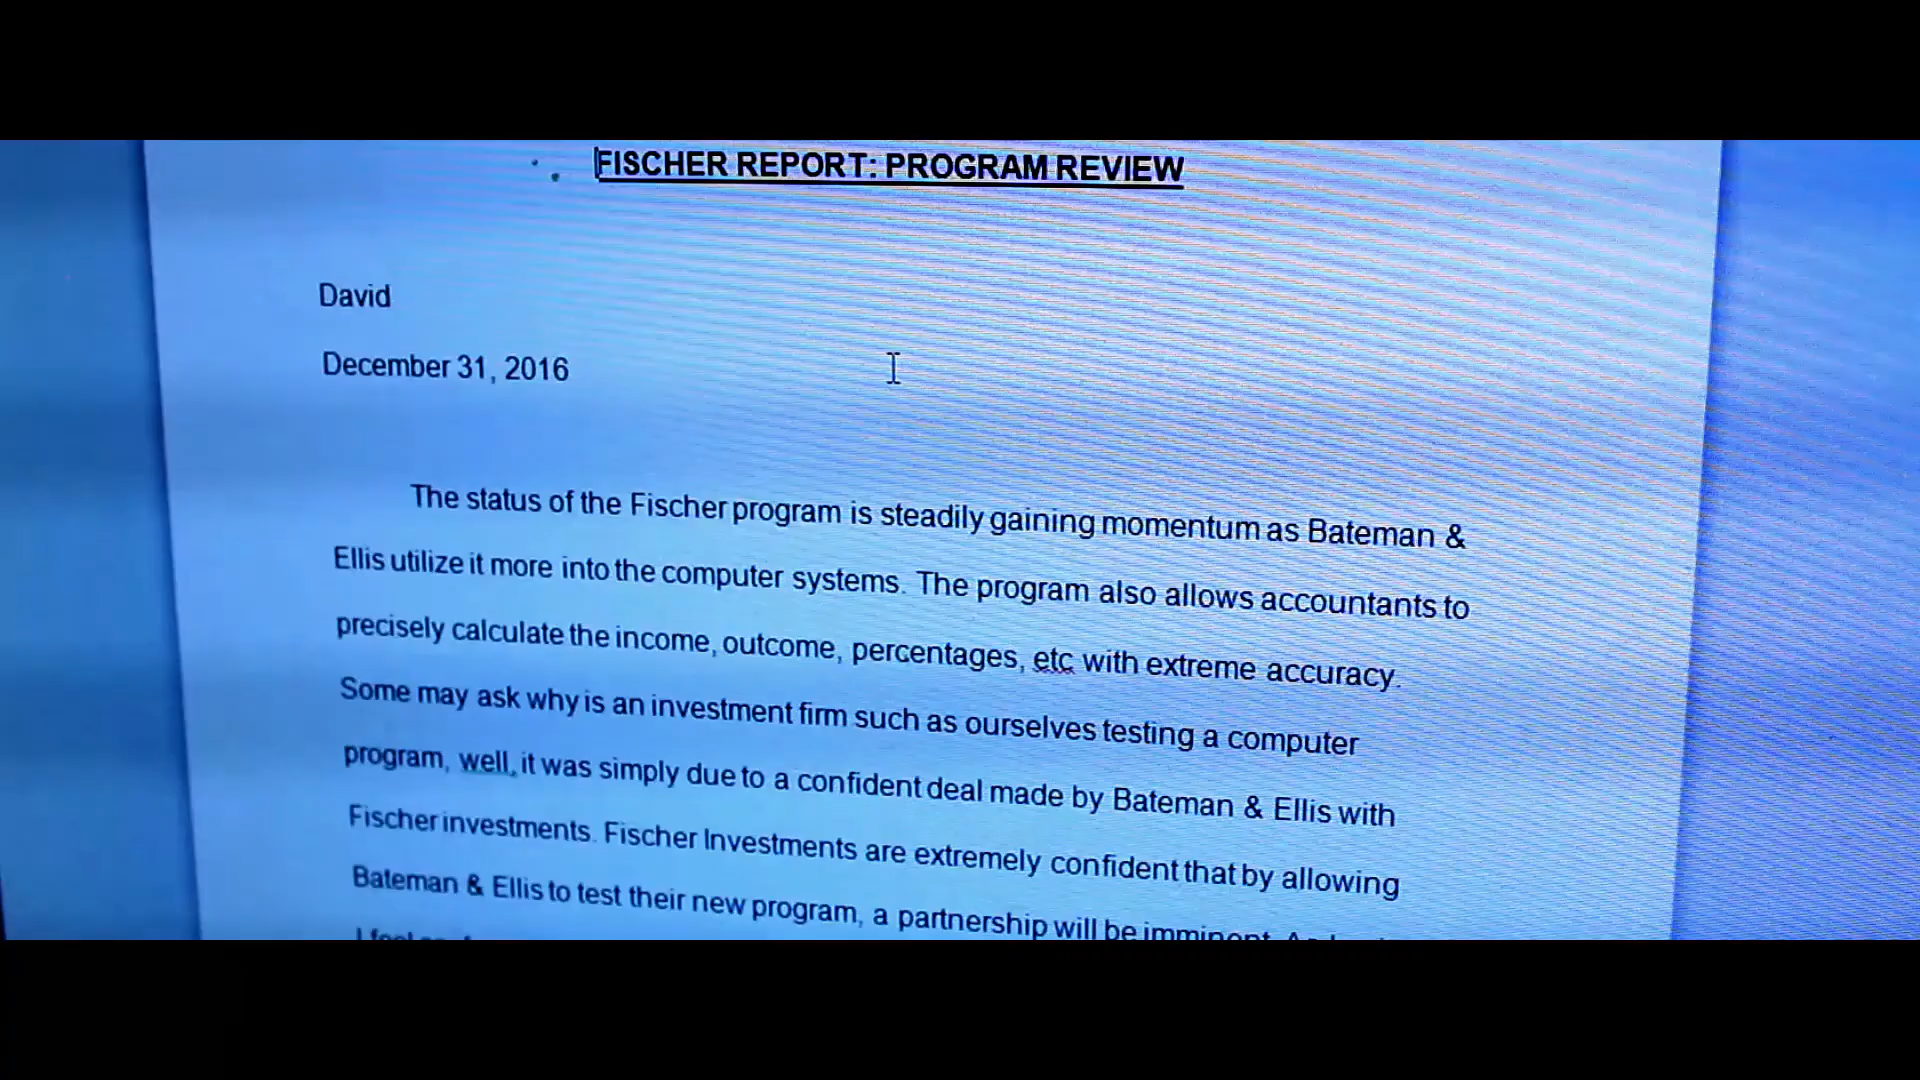 FISCHER REPORT: PROGRAM REVIEW
David
December 31, 2016
The status of the Fischer program is steadily gaining momentum as Bateman &
Ellis utilize it more into the computer systems. The program also allows accountants to
precisely calculate the income, outcome, percentages, etc with extreme accuracy.
Some may ask why is an investment firm such as ourselves testing a computer
program, well, it was simply due to a confident deal made by Bateman & Ellis with
Fischer investments. Fischer Investments are extremely confident that by allowing
Bateman & Ellis to test their new program, a partnership will be imminent.
I feel